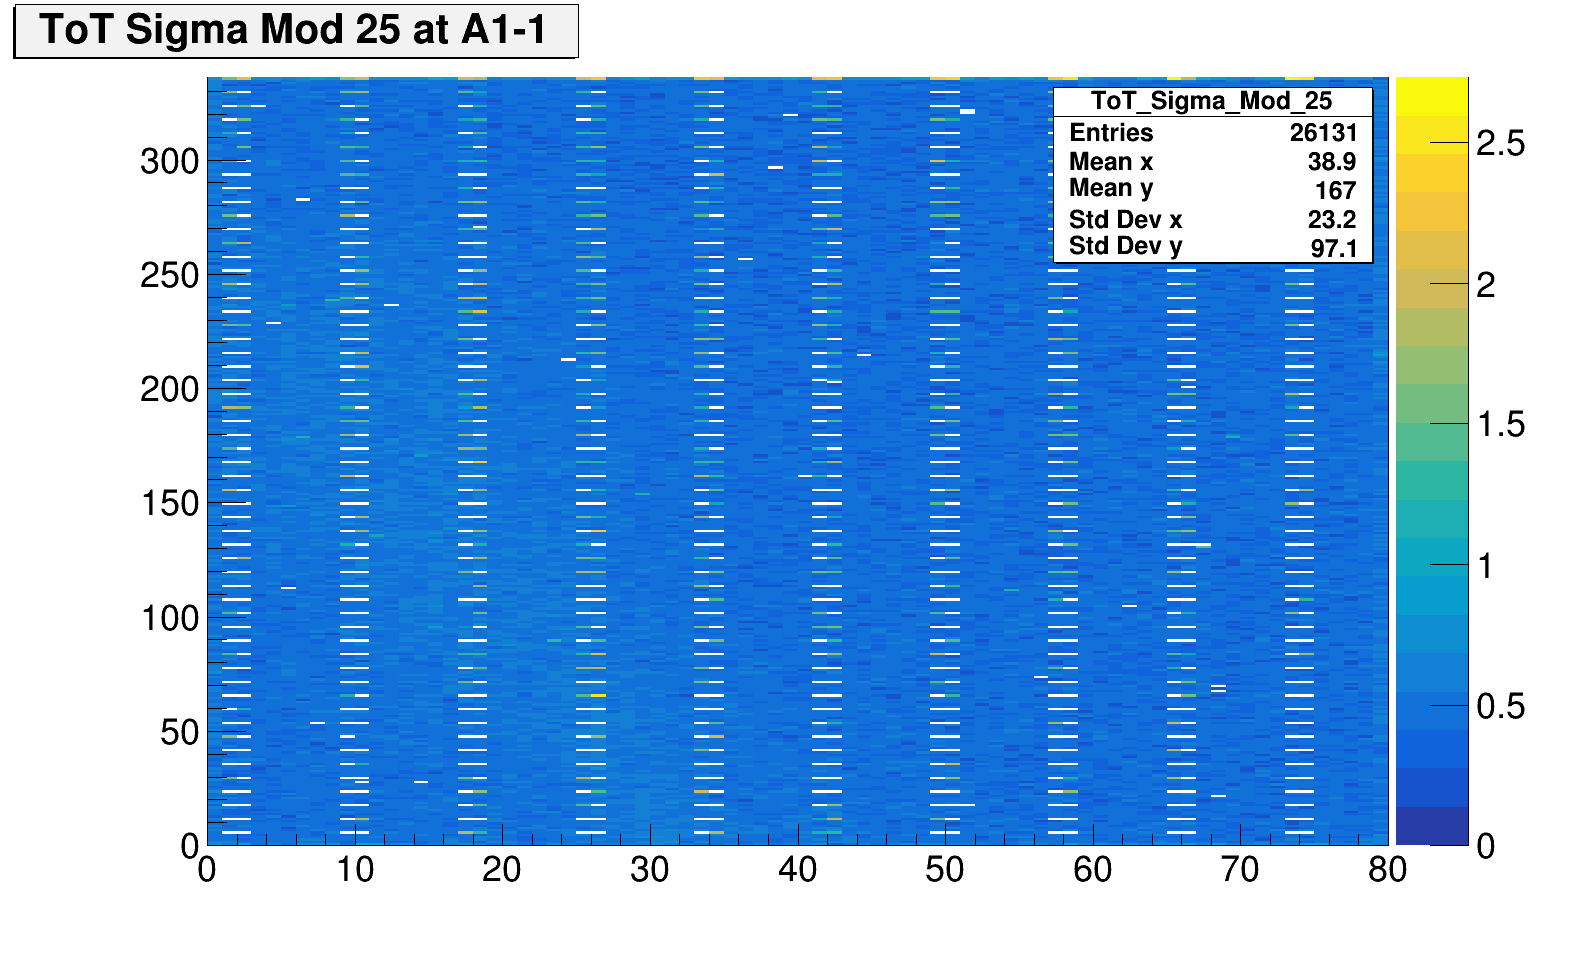 ToT Sigma Mod 25 at A1-1
ToT_Sigma_Mod_25
Entries 26131
Mean x 38.9
Mean y 167
Std Dev x 23.2
Std Dev y 97.1
300
250
200
150
100
50
0
0 10 20 30 40 50 60 70 80
2.5
2
1.5
1
0.5
0